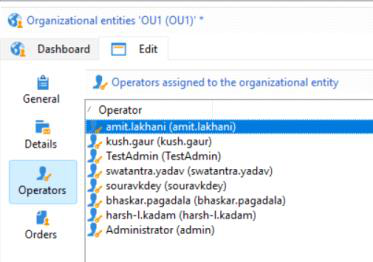 Organizational entities 'OU1 (OU1)' *
Dashboard
Edit
General
Details
Operators
Orders
Operators assigned to the organizational entity
Operator
amit.lakhani (amit.lakhani)
kush.gaur (kush.gaur)
TestAdmin (TestAdmin)
swatantra.yadav (swatantra.yadav)
souravkdey (souravkdey)
bhaskar.pagadala (bhaskar.pagadala)
harsh-l.kadam (harsh-l.kadam)
Administrator (admin)